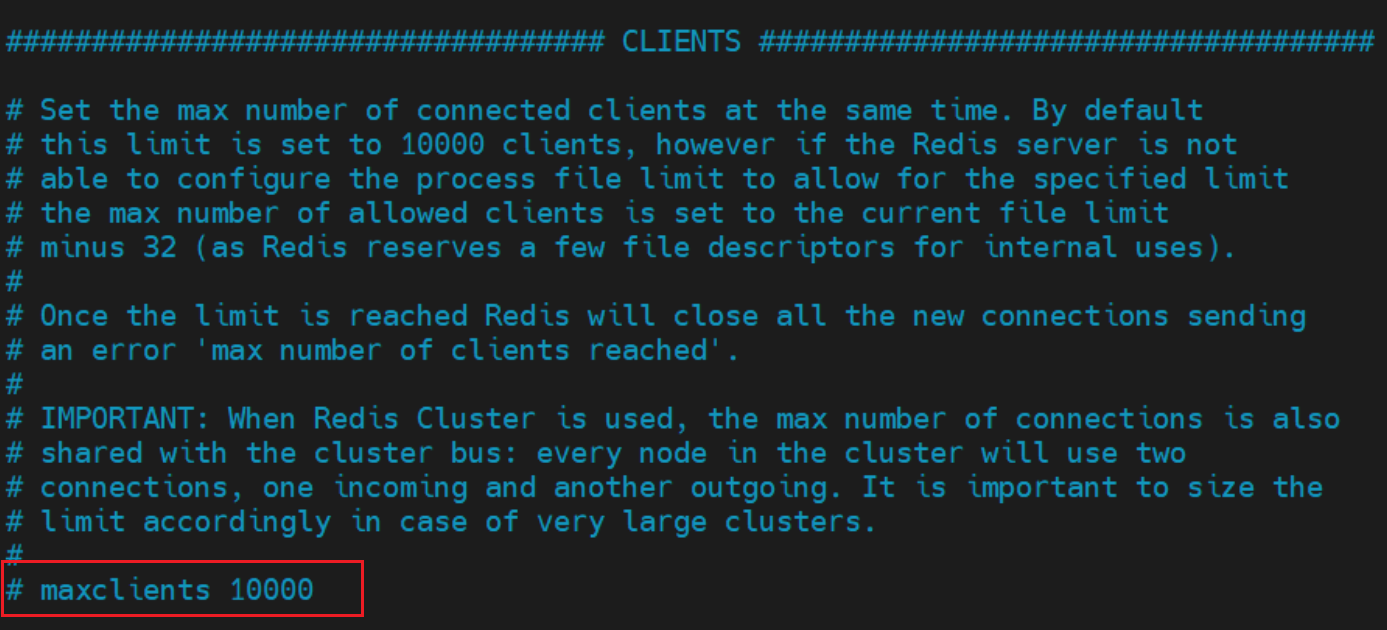 ################################### CLIENTS ####################################
# Set the max number of connected clients at the same time. By default
# this limit is set to 10000 clients, however if the Redis server is not
# able to configure the process file limit to allow for the specified limit
# the max number of allowed clients is set to the current file limit
# minus 32 (as Redis reserves a few file descriptors for internal uses).
#
# Once the limit is reached Redis will close all the new connections sending
# an error 'max number of clients reached'.
#
# IMPORTANT: When Redis Cluster is used, the max number of connections is also
# shared with the cluster bus: every node in the cluster will use two
# connections, one incoming and another outgoing. It is important to size the
# limit accordingly in case of very large clusters.
#
# maxclients 10000